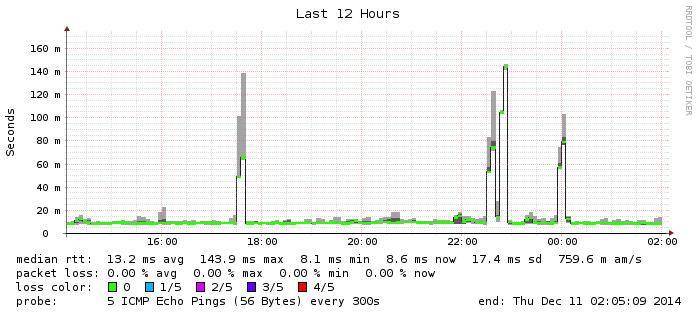 Last 12 Hours
RRDTOOL / TOBI OETIKER
Seconds
160 m
140 m
120 m
100 m
80 m
60 m
40 m
20 m
0
16:00 18:00 20:00 22:00 00:00 02:00
median rtt: 13.2 ms avg 143.9 ms max 8.1 ms min 8.6 ms now 17.4 ms sd 759.6 m am/s
packet loss: 0.00 % avg 0.00 % max 0.00 % min 0.00 % now
loss color: 0 1/5 2/5 3/5 4/5
probe: 5 ICMP Echo Pings (56 Bytes) every 300s end: Thu Dec 11 02:05:09 2014